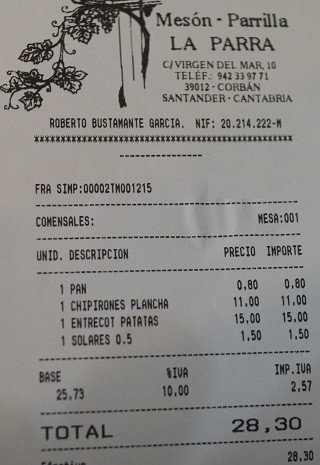 Mesón - Parrilla
LA PARRA
C/VIRGEN DEL MAR, 10
TELÉF.: 942 33 97 71
39012 - CORBÁN
SANTANDER - CANTABRIA
ROBERTO BUSTAMANTE GARCIA. NIF: 20.214.222-M
FRA SIMP:00002TM001215
COMENSALES: MESA:001
UNID. DESCRIPCION PRECIO IMPORTE
1 PAN 0,80 0,80
1 CHIPIRONES PLANCHA 11,00 11,00
1 ENTRECOT PATATAS 15,00 15,00
1 SOLARES 0.5 1,50 1,50
BASE %IVA IMP.IVA
25,73 10,00 2,57
TOTAL 28,30
Efectivo 28,30